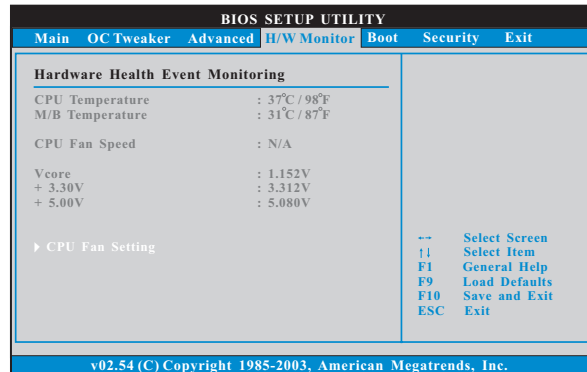 BIOS SETUP UTILITY
Main OC Tweaker Advanced H/W Monitor Boot Security Exit
Hardware Health Event Monitoring
CPU Temperature : 37°C / 98°F
M/B Temperature : 31°C / 87°F
CPU Fan Speed : N/A
Vcore : 1.152V
+ 3.30V : 3.312V
+ 5.00V : 5.080V
CPU Fan Setting
←→ Select Screen
↑↓ Select Item
F1 General Help
F9 Load Defaults
F10 Save and Exit
ESC Exit
v02.54 (C) Copyright 1985-2003, American Megatrends, Inc.